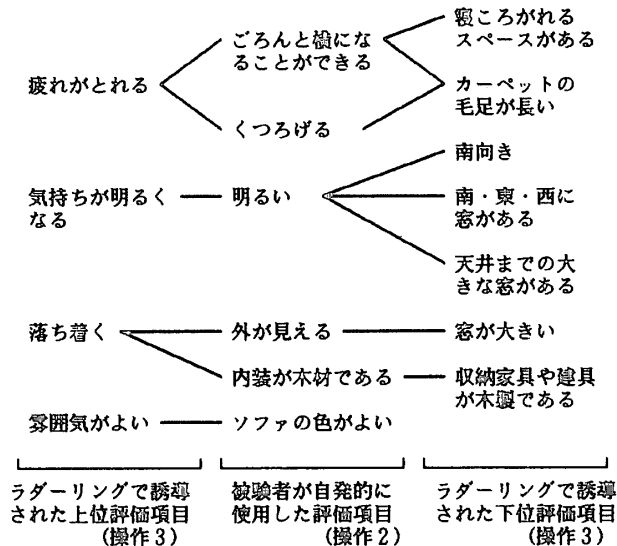 疲れがとれる
気持ちが明るく
なる
落ち着く
雰囲気がよい
ごろんと横にな
ることができる
くつろげる
明るい
外が見える
内装が木材である
ソファの色がよい
寝ころがれる
スペースがある
カーペットの
毛足が長い
南向き
南・東・西に
窓がある
天井までの大
きな窓がある
窓が大きい
収納家具や建具
が木製である
ラダーリングで誘導
された上位評価項目
(操作3)
被験者が自発的に
使用した評価項目
(操作2)
ラダーリングで誘導
された下位評価項目
(操作3)